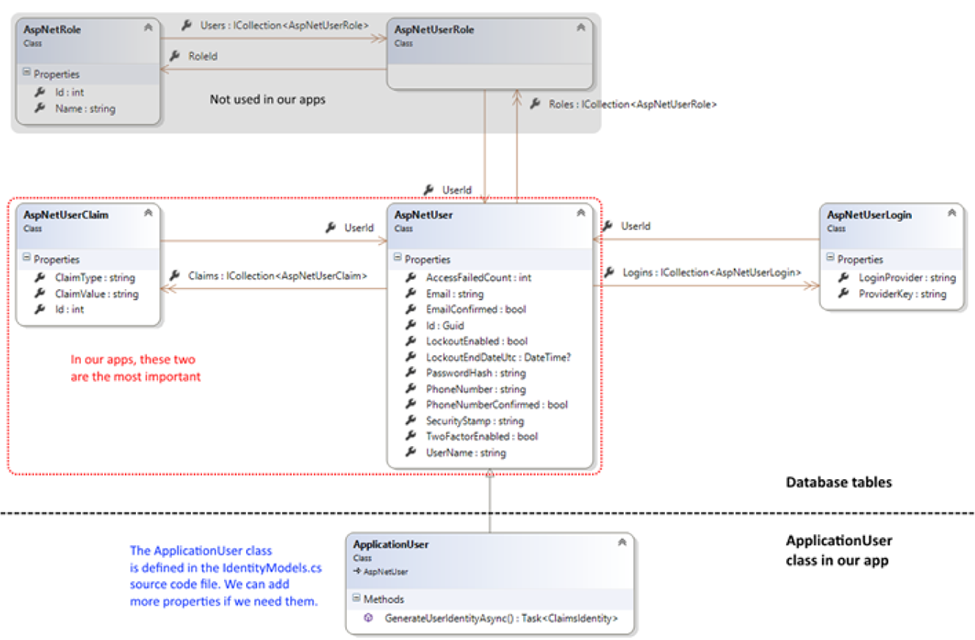 AspNetRole
Class
Properties
Id : int
Name : string
Users : ICollection<AspNetUserRole>
RoleId
Not used in our apps
AspNetUserRole
Class
Roles : ICollection<AspNetUserRole>
UserId
AspNetUserClaim
Class
Properties
ClaimType : string
ClaimValue : string
Id : int
UserId
Claims : ICollection<AspNetUserClaim>
In our apps, these two
are the most important
AspNetUser
Class
Properties
AccessFailedCount : int
Email : string
EmailConfirmed : bool
Id : Guid
LockoutEnabled : bool
LockoutEndDateUtc : DateTime?
PasswordHash : string
PhoneNumber : string
PhoneNumberConfirmed : bool
SecurityStamp : string
TwoFactorEnabled : bool
UserName : string
UserId
Logins : ICollection<AspNetUserLogin>
AspNetUserLogin
Class
Properties
LoginProvider : string
ProviderKey : string
Database tables
The ApplicationUser class
is defined in the IdentityModels.cs
source code file. We can add
more properties if we need them.
ApplicationUser
Class
AspNetUser
Methods
GenerateUserIdentityAsync() : Task<ClaimsIdentity>
ApplicationUser
class in our app